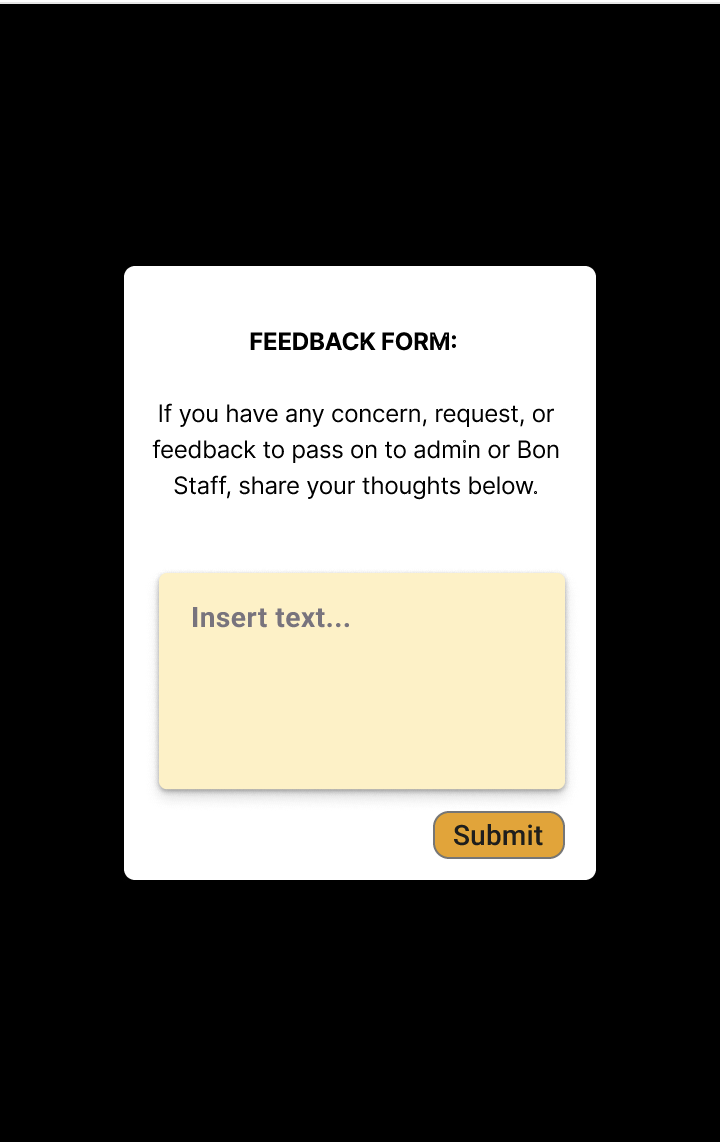 FEEDBACK FORM:
If you have any concern, request, or
feedback to pass on to admin or Bon
Staff, share your thoughts below.
Insert text...
Submit